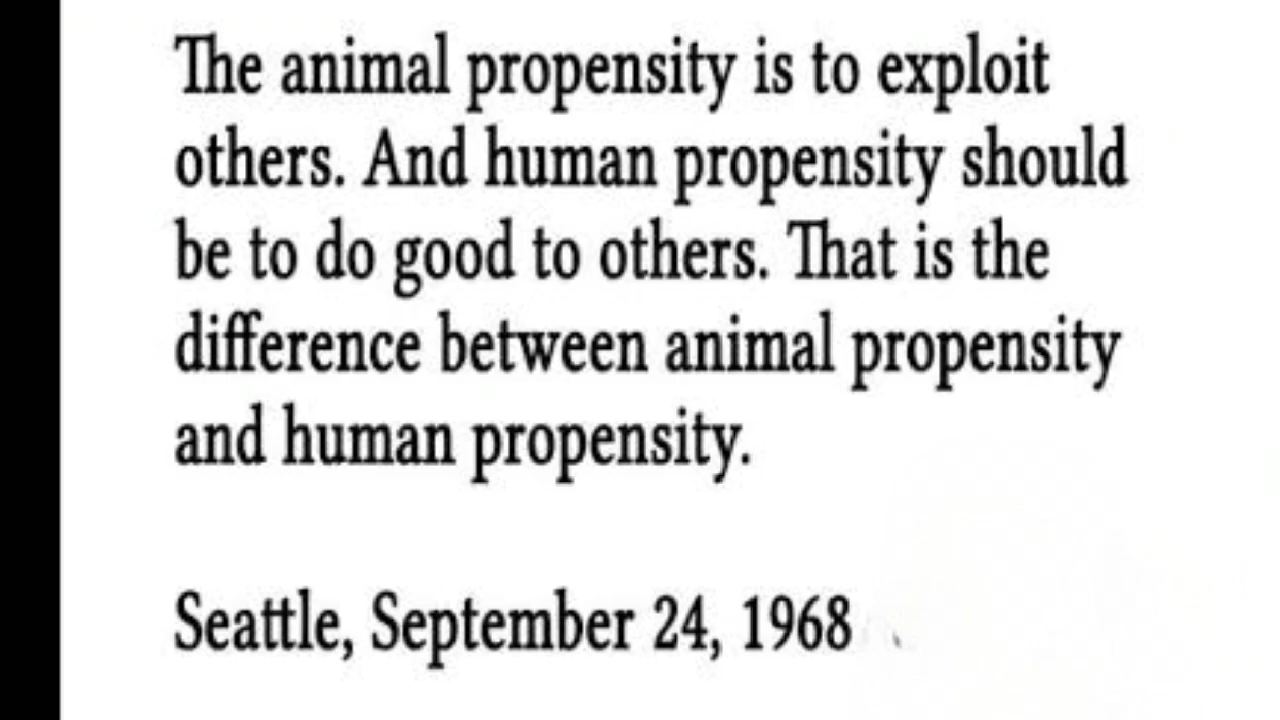 The animal propensity is to exploit
others. And human propensity should
be to do good to others. That is the
difference between animal propensity
and human propensity.
Seattle, September 24, 1968